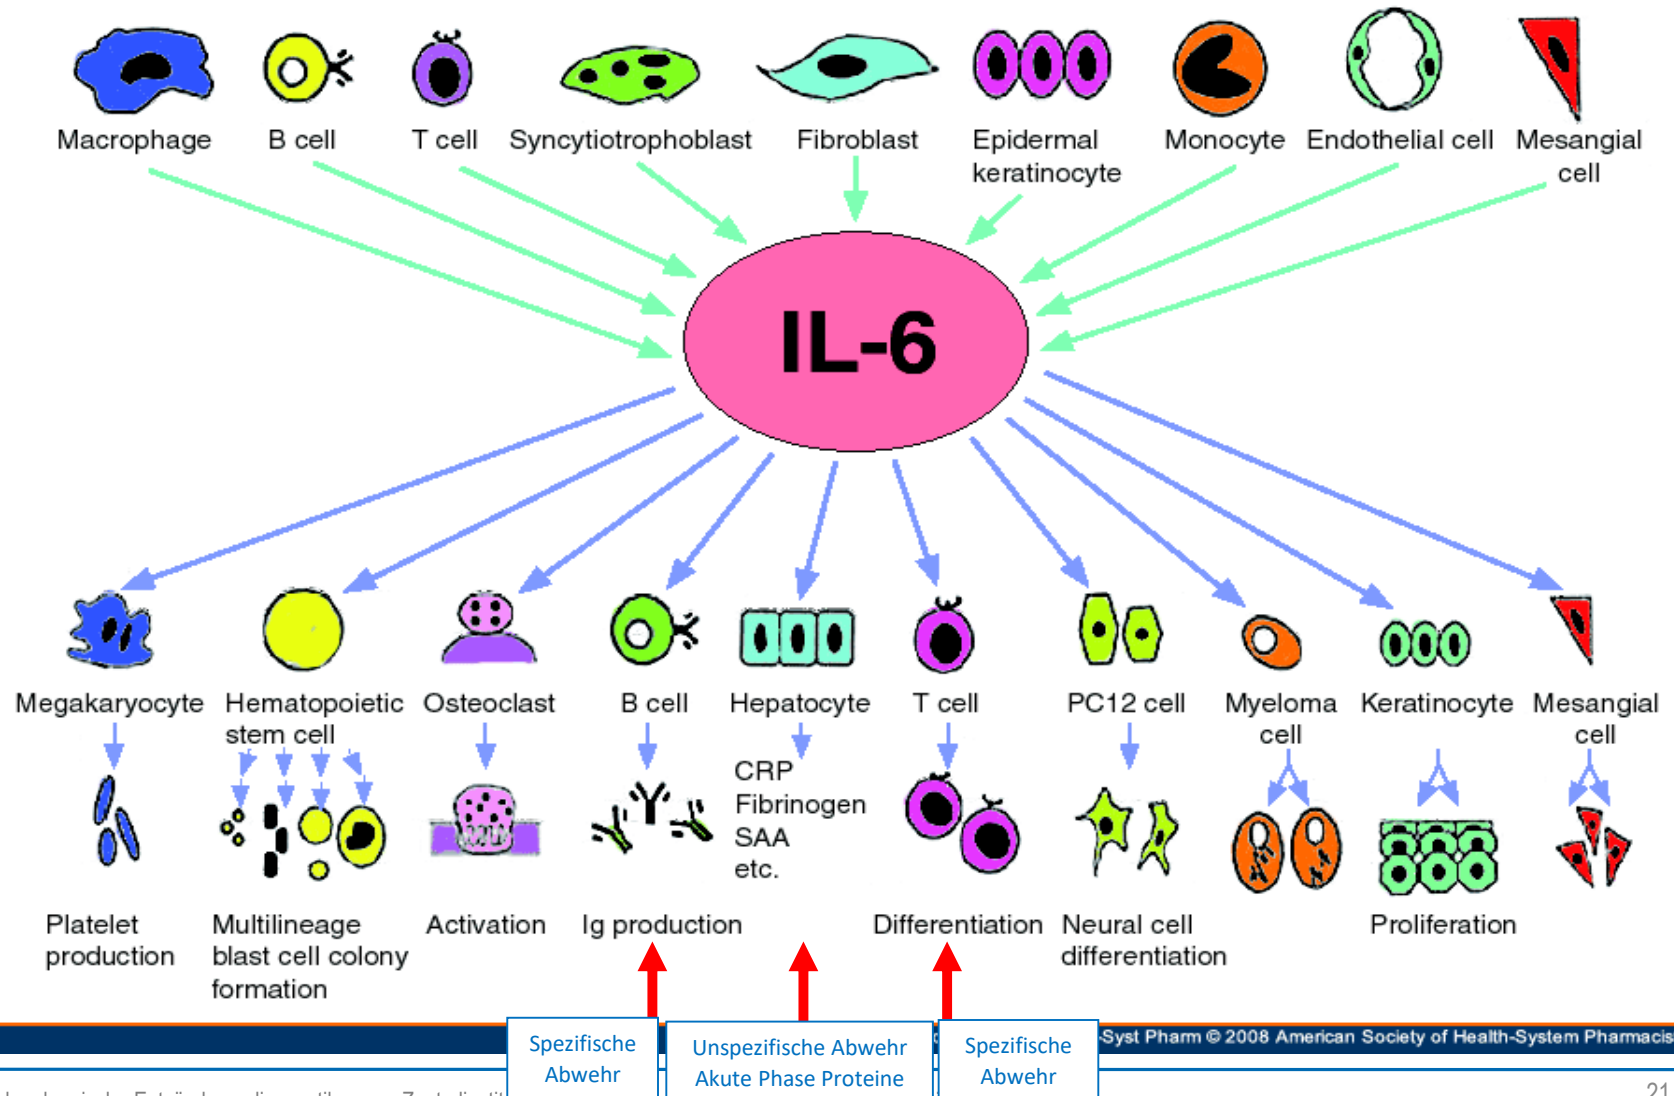 Macrophage
B cell
T cell
Syncytiotrophoblast
Fibroblast
Epidermal
keratinocyte
Monocyte
Endothelial cell
Mesangial
cell
IL-6
Megakaryocyte
Hematopoietic
stem cell
Osteoclast
B cell
Hepatocyte
T cell
PC12 cell
Myeloma
cell
Keratinocyte
Mesangial
cell
CRP
Fibrinogen
SAA
etc.
Platelet
production
Multilineage
blast cell colony
formation
Activation
Ig production
Differentiation
Neural cell
differentiation
Proliferation
Spezifische
Abwehr
Unspezifische Abwehr
Akute Phase Proteine
Spezifische
Abwehr
-Syst Pharm © 2008 American Society of Health-System Pharmacis
21